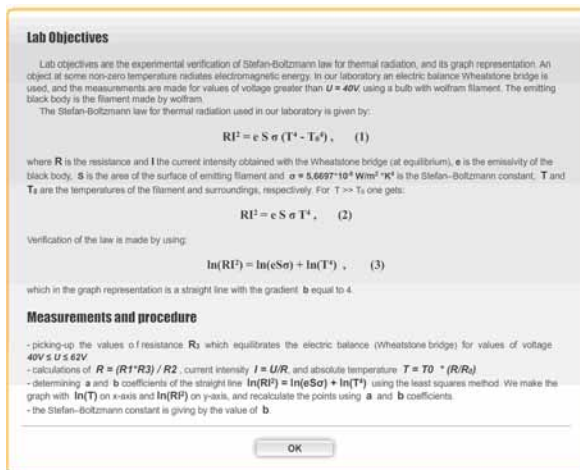 Lab Objectives
Lab objectives are the experimental verification of Stefan-Boltzmann law for thermal radiation, and its graph representation. An
object at some non-zero temperature radiates electromagnetic energy. In our laboratory an electric balance Wheatstone bridge is
used, and the measurements are made for values of voltage greater than U = 40V, using a bulb with wolfram filament. The emitting
black body is the filament made by wolfram.
The Stefan-Boltzmann law for thermal radiation used in our laboratory is given by:
RI² = e S σ (T⁴ - T₀⁴) , (1)
where R is the resistance and I the current intensity obtained with the Wheatstone bridge (at equilibrium), e is the emissivity of the
black body, S is the area of the surface of emitting filament and σ = 5,6697*10⁻⁸ W/m² *K⁴ is the Stefan–Boltzmann constant, T and
T₀ are the temperatures of the filament and surroundings, respectively. For T >> T₀ one gets:
RI² = e S σ T⁴ , (2)
Verification of the law is made by using:
ln(RI²) = ln(eSσ) + ln(T⁴) , (3)
which in the graph representation is a straight line with the gradient b equal to 4.
Measurements and procedure
- picking-up the values of resistance R₃ which equilibrates the electric balance (Wheatstone bridge) for values of voltage
40V ≤ U ≤ 62V.
- calculations of R = (R1*R3) / R2 , current intensity I = U/R, and absolute temperature T = T0 * (R/R₀)
- determining a and b coefficients of the straight line ln(RI²) = ln(eSσ) + ln(T⁴) using the least squares method. We make the
graph with ln(T) on x-axis and ln(RI²) on y-axis, and recalculate the points using a and b coefficients.
- the Stefan–Boltzmann constant is giving by the value of b.
OK